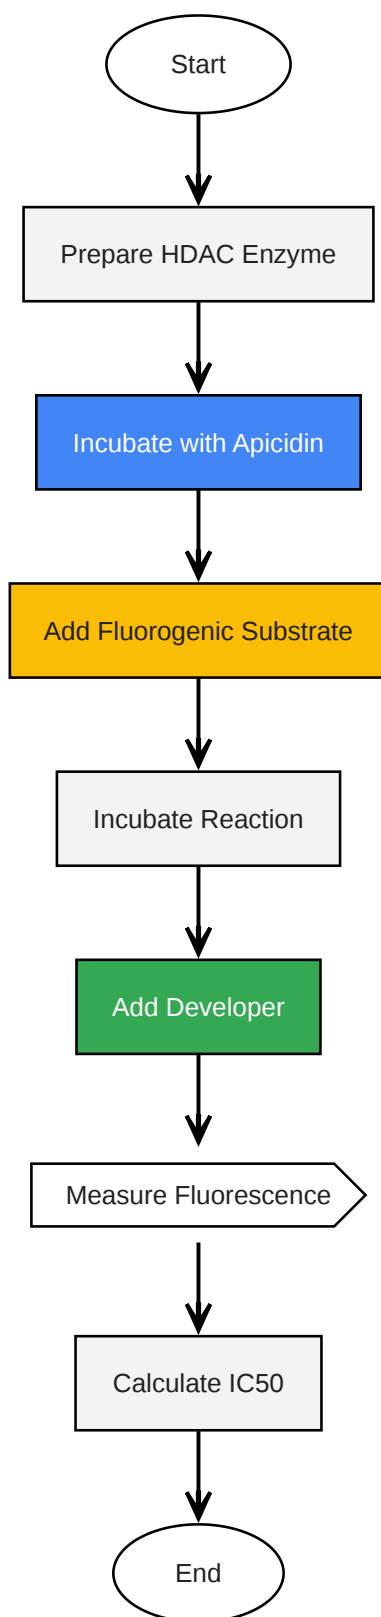 Start
Prepare HDAC Enzyme
Incubate with Apicidin
Add Fluorogenic Substrate
Incubate Reaction
Add Developer
Measure Fluorescence
Calculate IC50
End